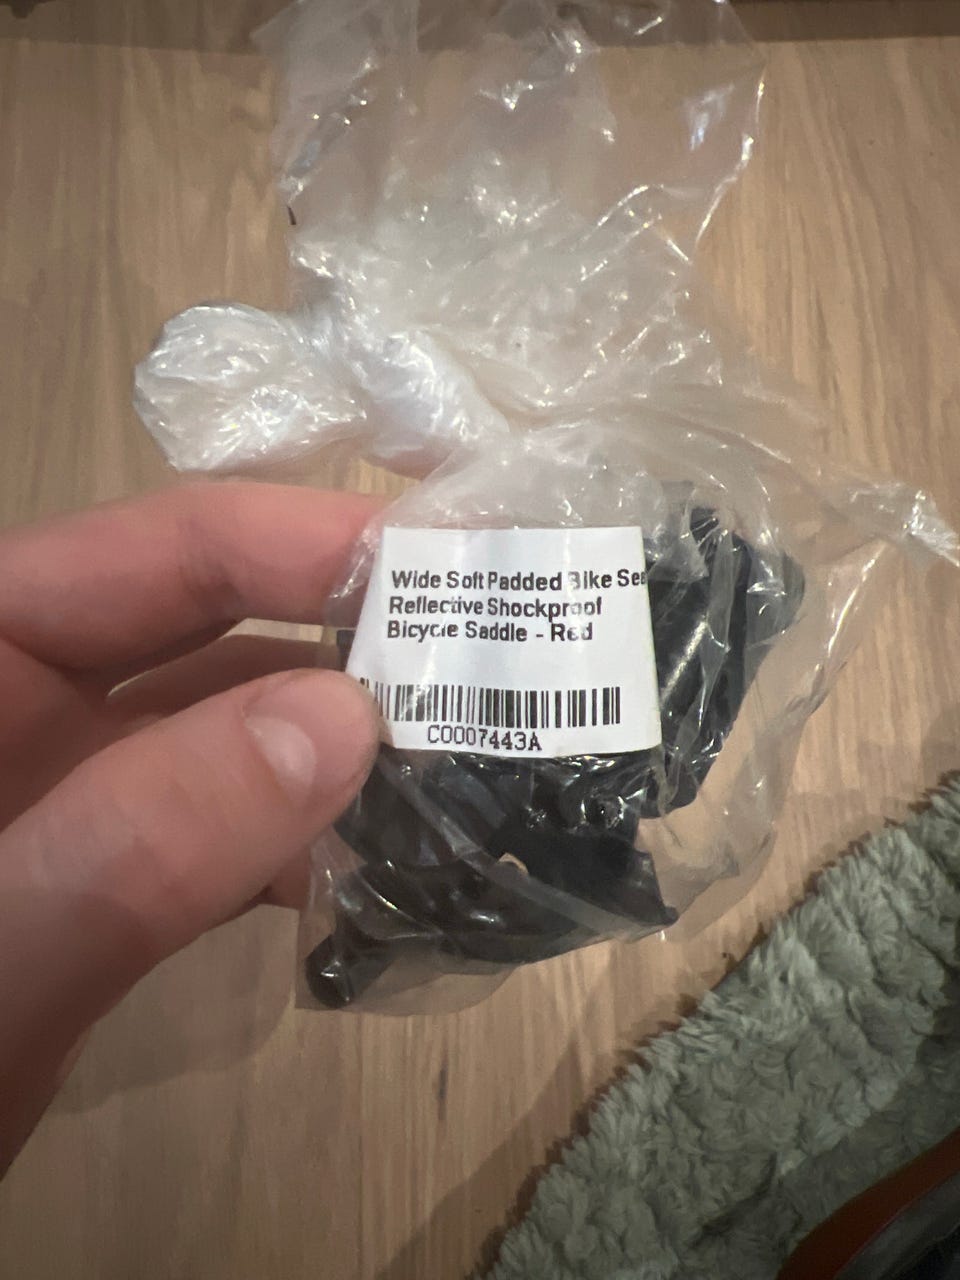 Wide Soft Padded Bike Sea
Reflective Shockproof
Bicycle Saddle - Red
C0007443A